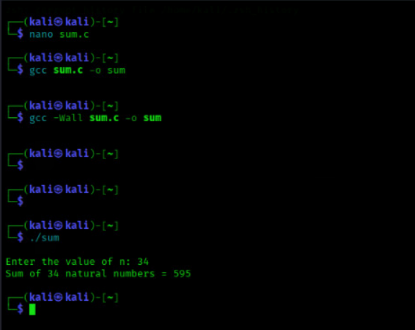 ┌──(kali㉿kali)-[~]
└─$ nano sum.c
┌──(kali㉿kali)-[~]
└─$ gcc sum.c -o sum
┌──(kali㉿kali)-[~]
└─$ gcc -Wall sum.c -o sum
┌──(kali㉿kali)-[~]
└─$
┌──(kali㉿kali)-[~]
└─$
┌──(kali㉿kali)-[~]
└─$ ./sum
Enter the value of n: 34
Sum of 34 natural numbers = 595
┌──(kali㉿kali)-[~]
└─$